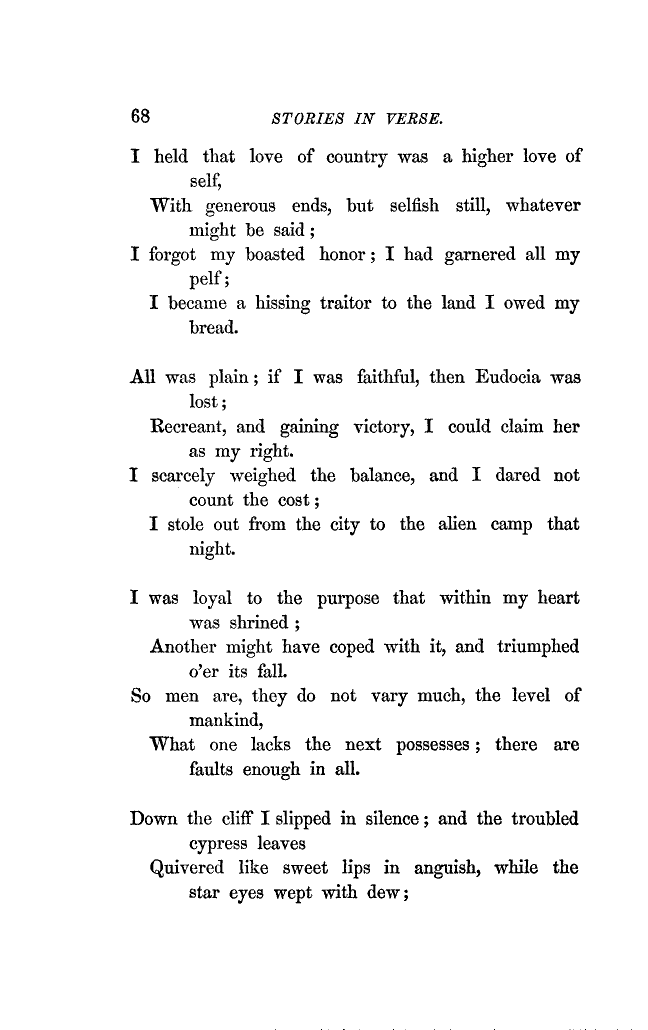 68 STORIES IN VERSE.
I held that love of country was a higher love of
self,
With generous ends, but selfish still, whatever
might be said ;
I forgot my boasted honor ; I had garnered all my
pelf ;
I became a hissing traitor to the land I owed my
bread.
All was plain ; if I was faithful, then Eudocia was
lost ;
Recreant, and gaining victory, I could claim her
as my right.
I scarcely weighed the balance, and I dared not
count the cost ;
I stole out from the city to the alien camp that
night.
I was loyal to the purpose that within my heart
was shrined ;
Another might have coped with it, and triumphed
o'er its fall.
So men are, they do not vary much, the level of
mankind,
What one lacks the next possesses ; there are
faults enough in all.
Down the cliff I slipped in silence ; and the troubled
cypress leaves
Quivered like sweet lips in anguish, while the
star eyes wept with dew ;